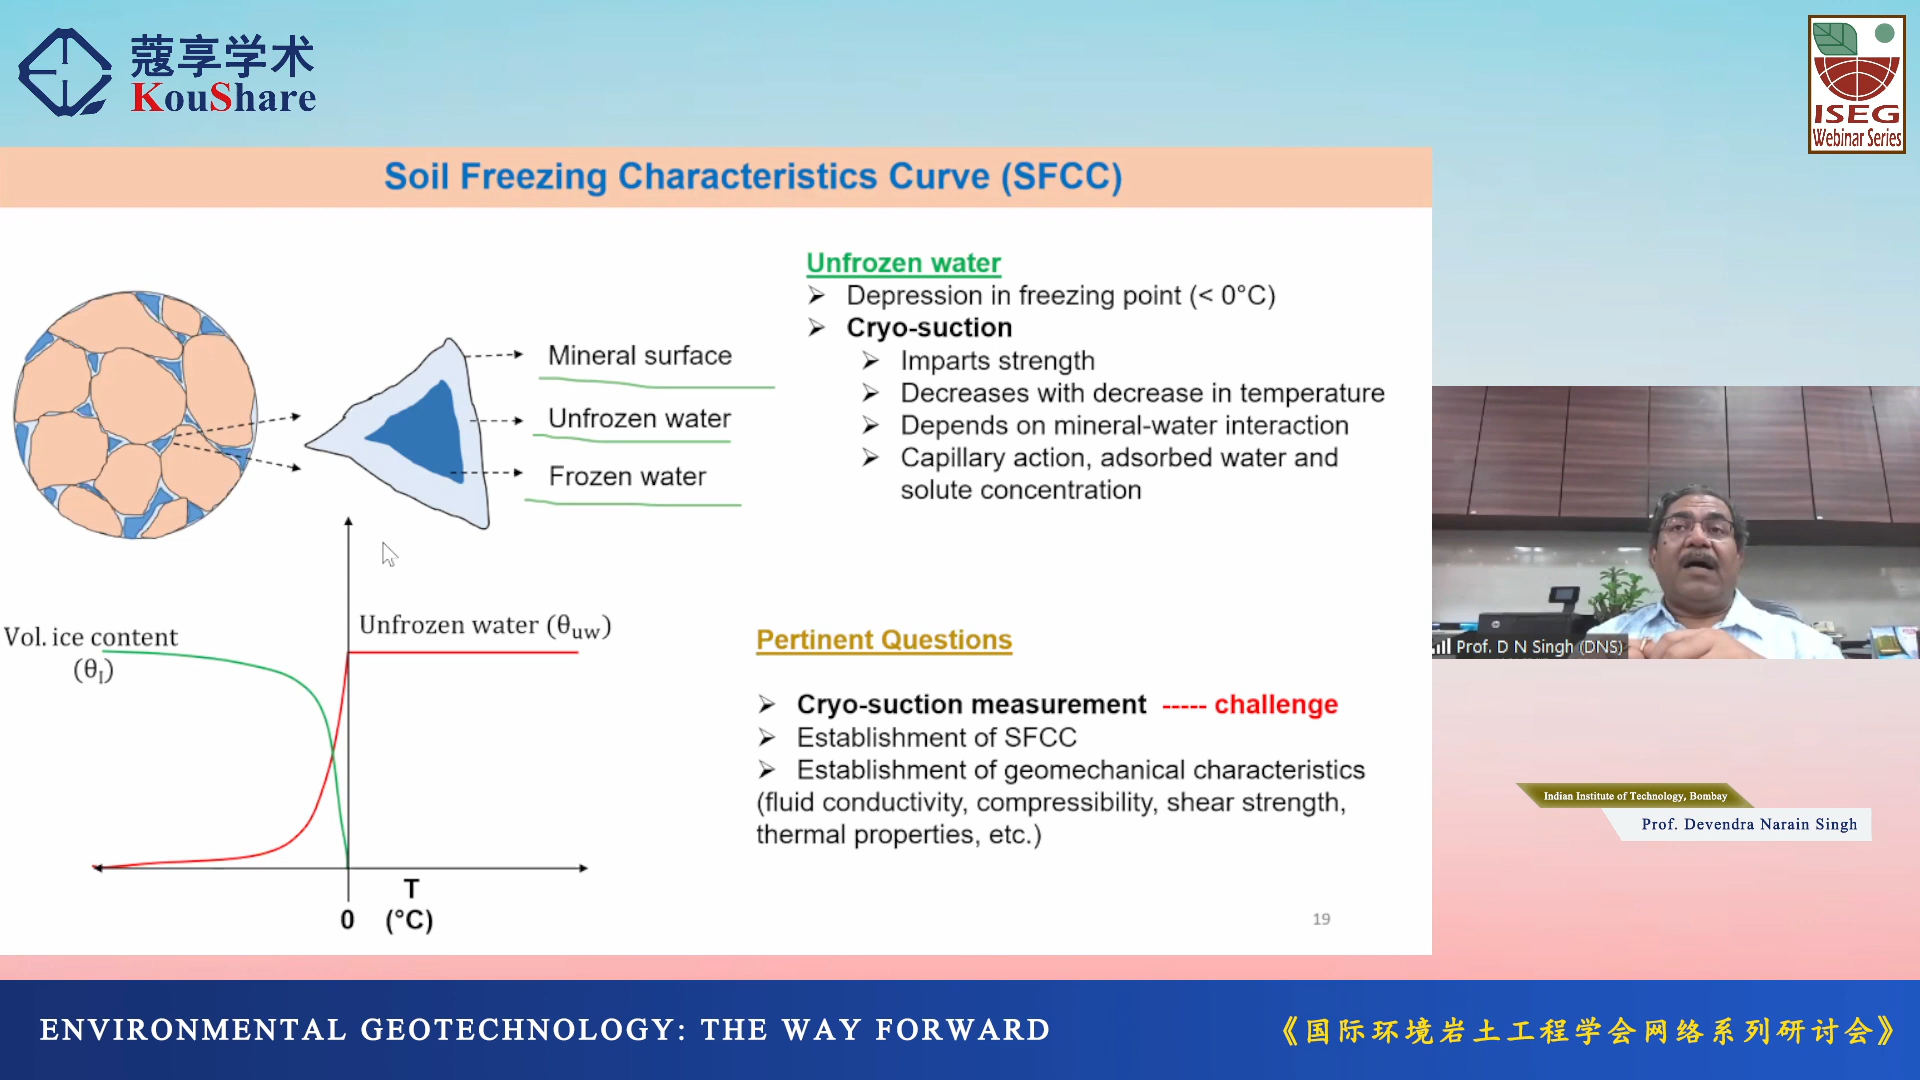 蔻享学术
KouShare
ISEG
Webinar Series
Soil Freezing Characteristics Curve (SFCC)
Mineral surface
Unfrozen water
Frozen water
Unfrozen water
➢ Depression in freezing point (< 0°C)
➢ Cryo-suction
➢ Imparts strength
➢ Decreases with decrease in temperature
➢ Depends on mineral-water interaction
➢ Capillary action, adsorbed water and
solute concentration
Vol. ice content
(θI)
Unfrozen water (θuw)
0
T
(°C)
Pertinent Questions
➢ Cryo-suction measurement ----- challenge
➢ Establishment of SFCC
➢ Establishment of geomechanical characteristics
(fluid conductivity, compressibility, shear strength,
thermal properties, etc.)
19
Prof. D N Singh (DNS)
Indian Institute of Technology, Bombay
Prof. Devendra Narain Singh
ENVIRONMENTAL GEOTECHNOLOGY: THE WAY FORWARD
《国际环境岩土工程学会网络系列研讨会》